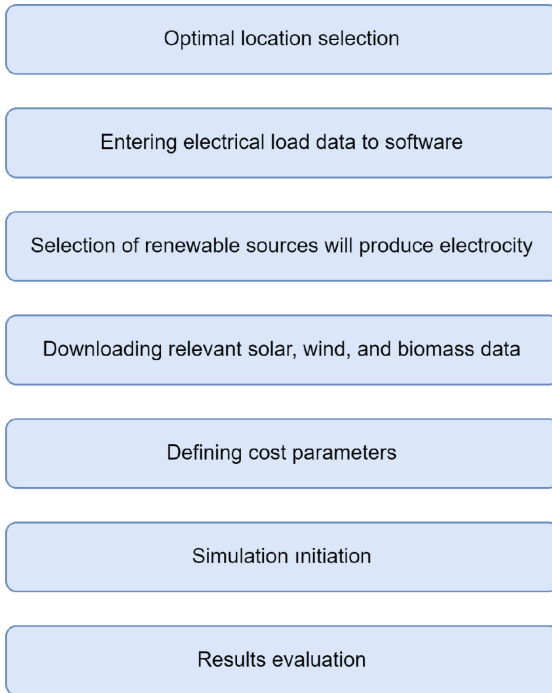 Optimal location selection
Entering electrical load data to software
Selection of renewable sources will produce electrocity
Downloading relevant solar, wind, and biomass data
Defining cost parameters
Simulation ınitiation
Results evaluation